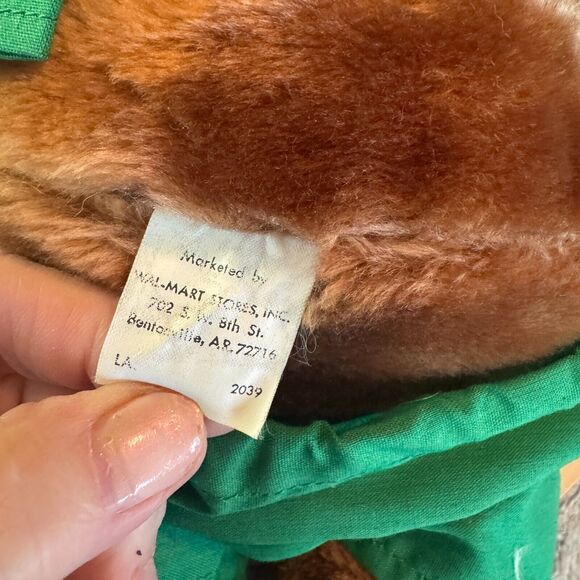 Marketed by
WAL-MART STORES, INC.
702 S. W. 8th St.
Bentonville, AR. 72716
LA.
2039